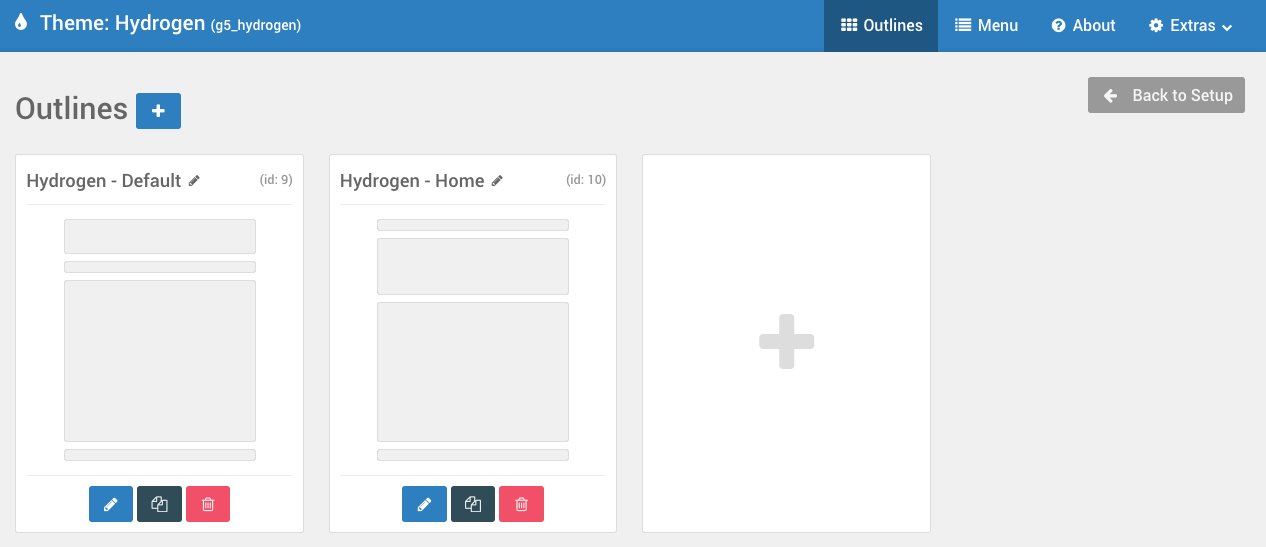 Theme: Hydrogen (g5_hydrogen)
Outlines
Menu
About
Extras
Outlines
Back to Setup
Hydrogen - Default
(id: 9)
Hydrogen - Home
(id: 10)